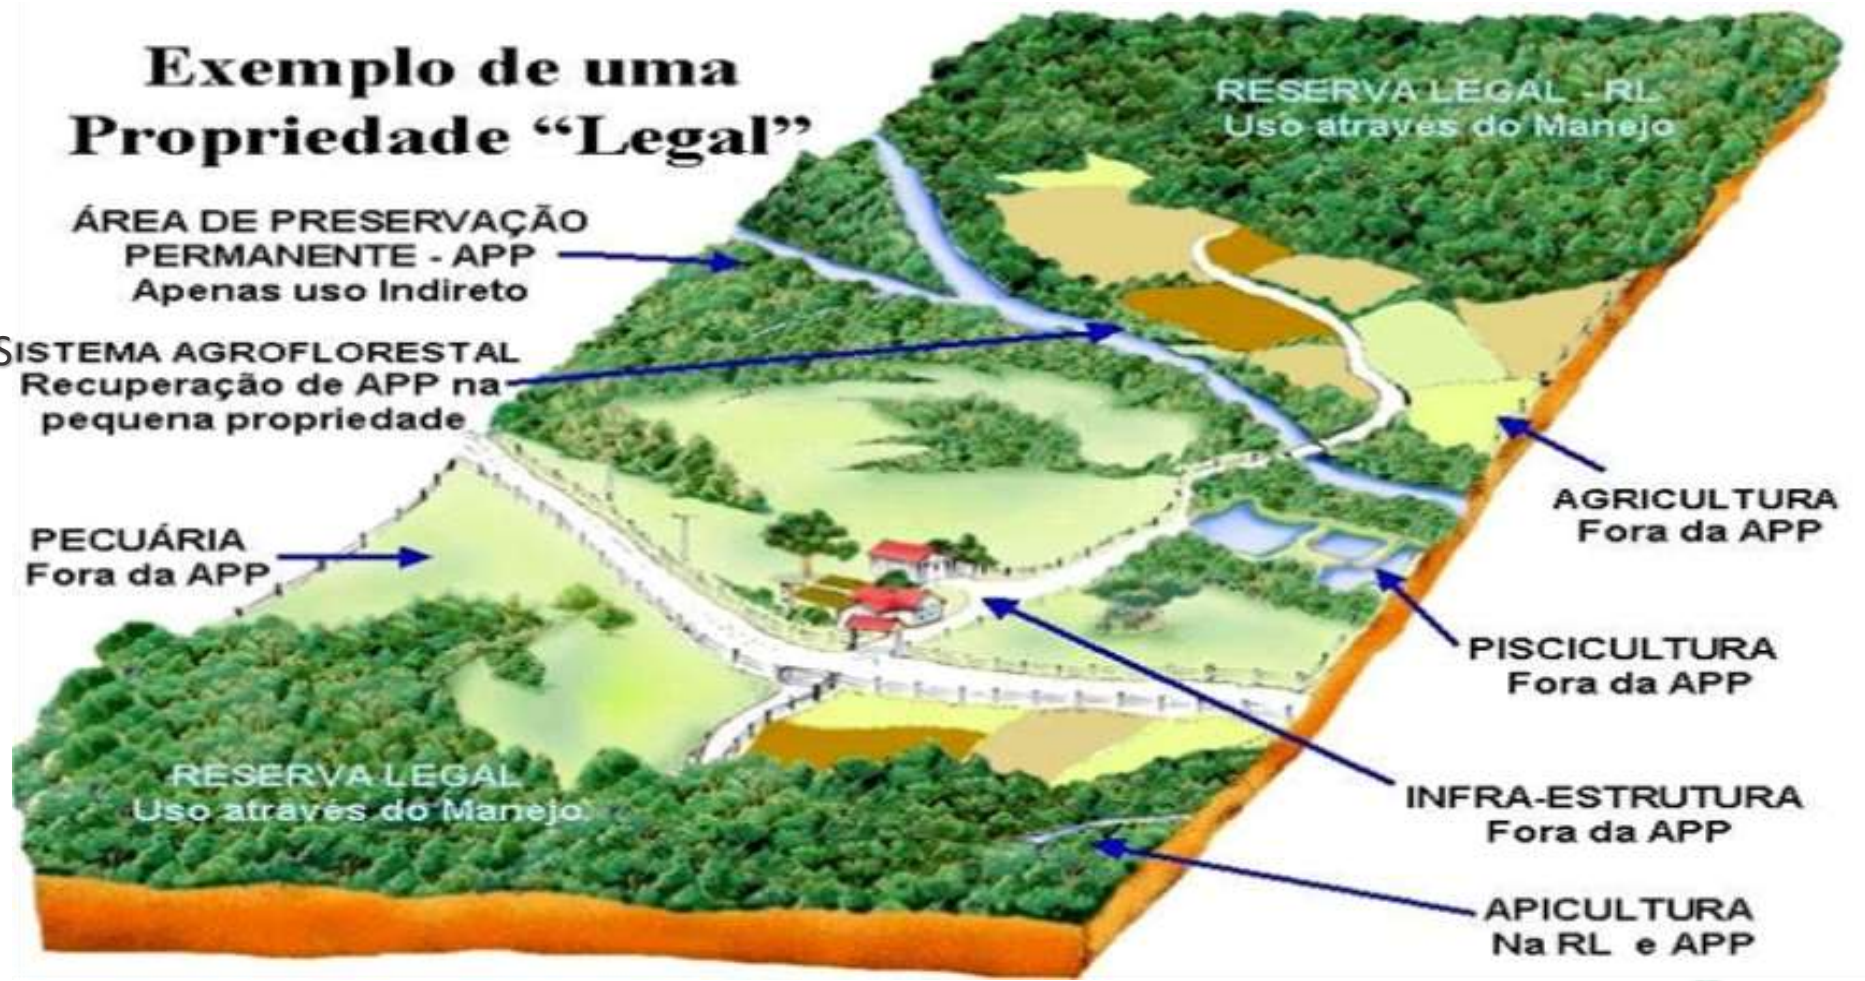 Exemplo de uma
Propriedade “Legal”
ÁREA DE PRESERVAÇÃO
PERMANENTE - APP
Apenas uso Indireto
SISTEMA AGROFLORESTAL
Recuperação de APP na
pequena propriedade
PECUÁRIA
Fora da APP
RESERVA LEGAL
Uso através do Manejo.
RESERVA LEGAL - RL
Uso através do Manejo
AGRICULTURA
Fora da APP
PISCICULTURA
Fora da APP
INFRA-ESTRUTURA
Fora da APP
APICULTURA
Na RL e APP